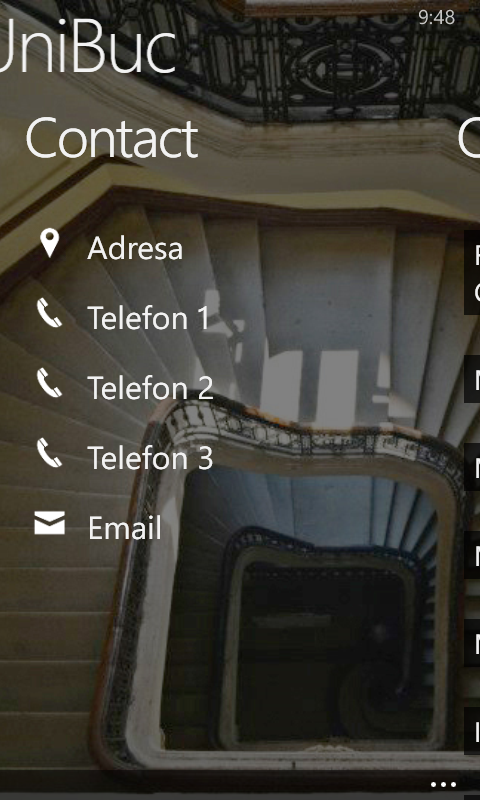 9:48
UniBuc
Contact
Adresa
Telefon 1
Telefon 2
Telefon 3
Email